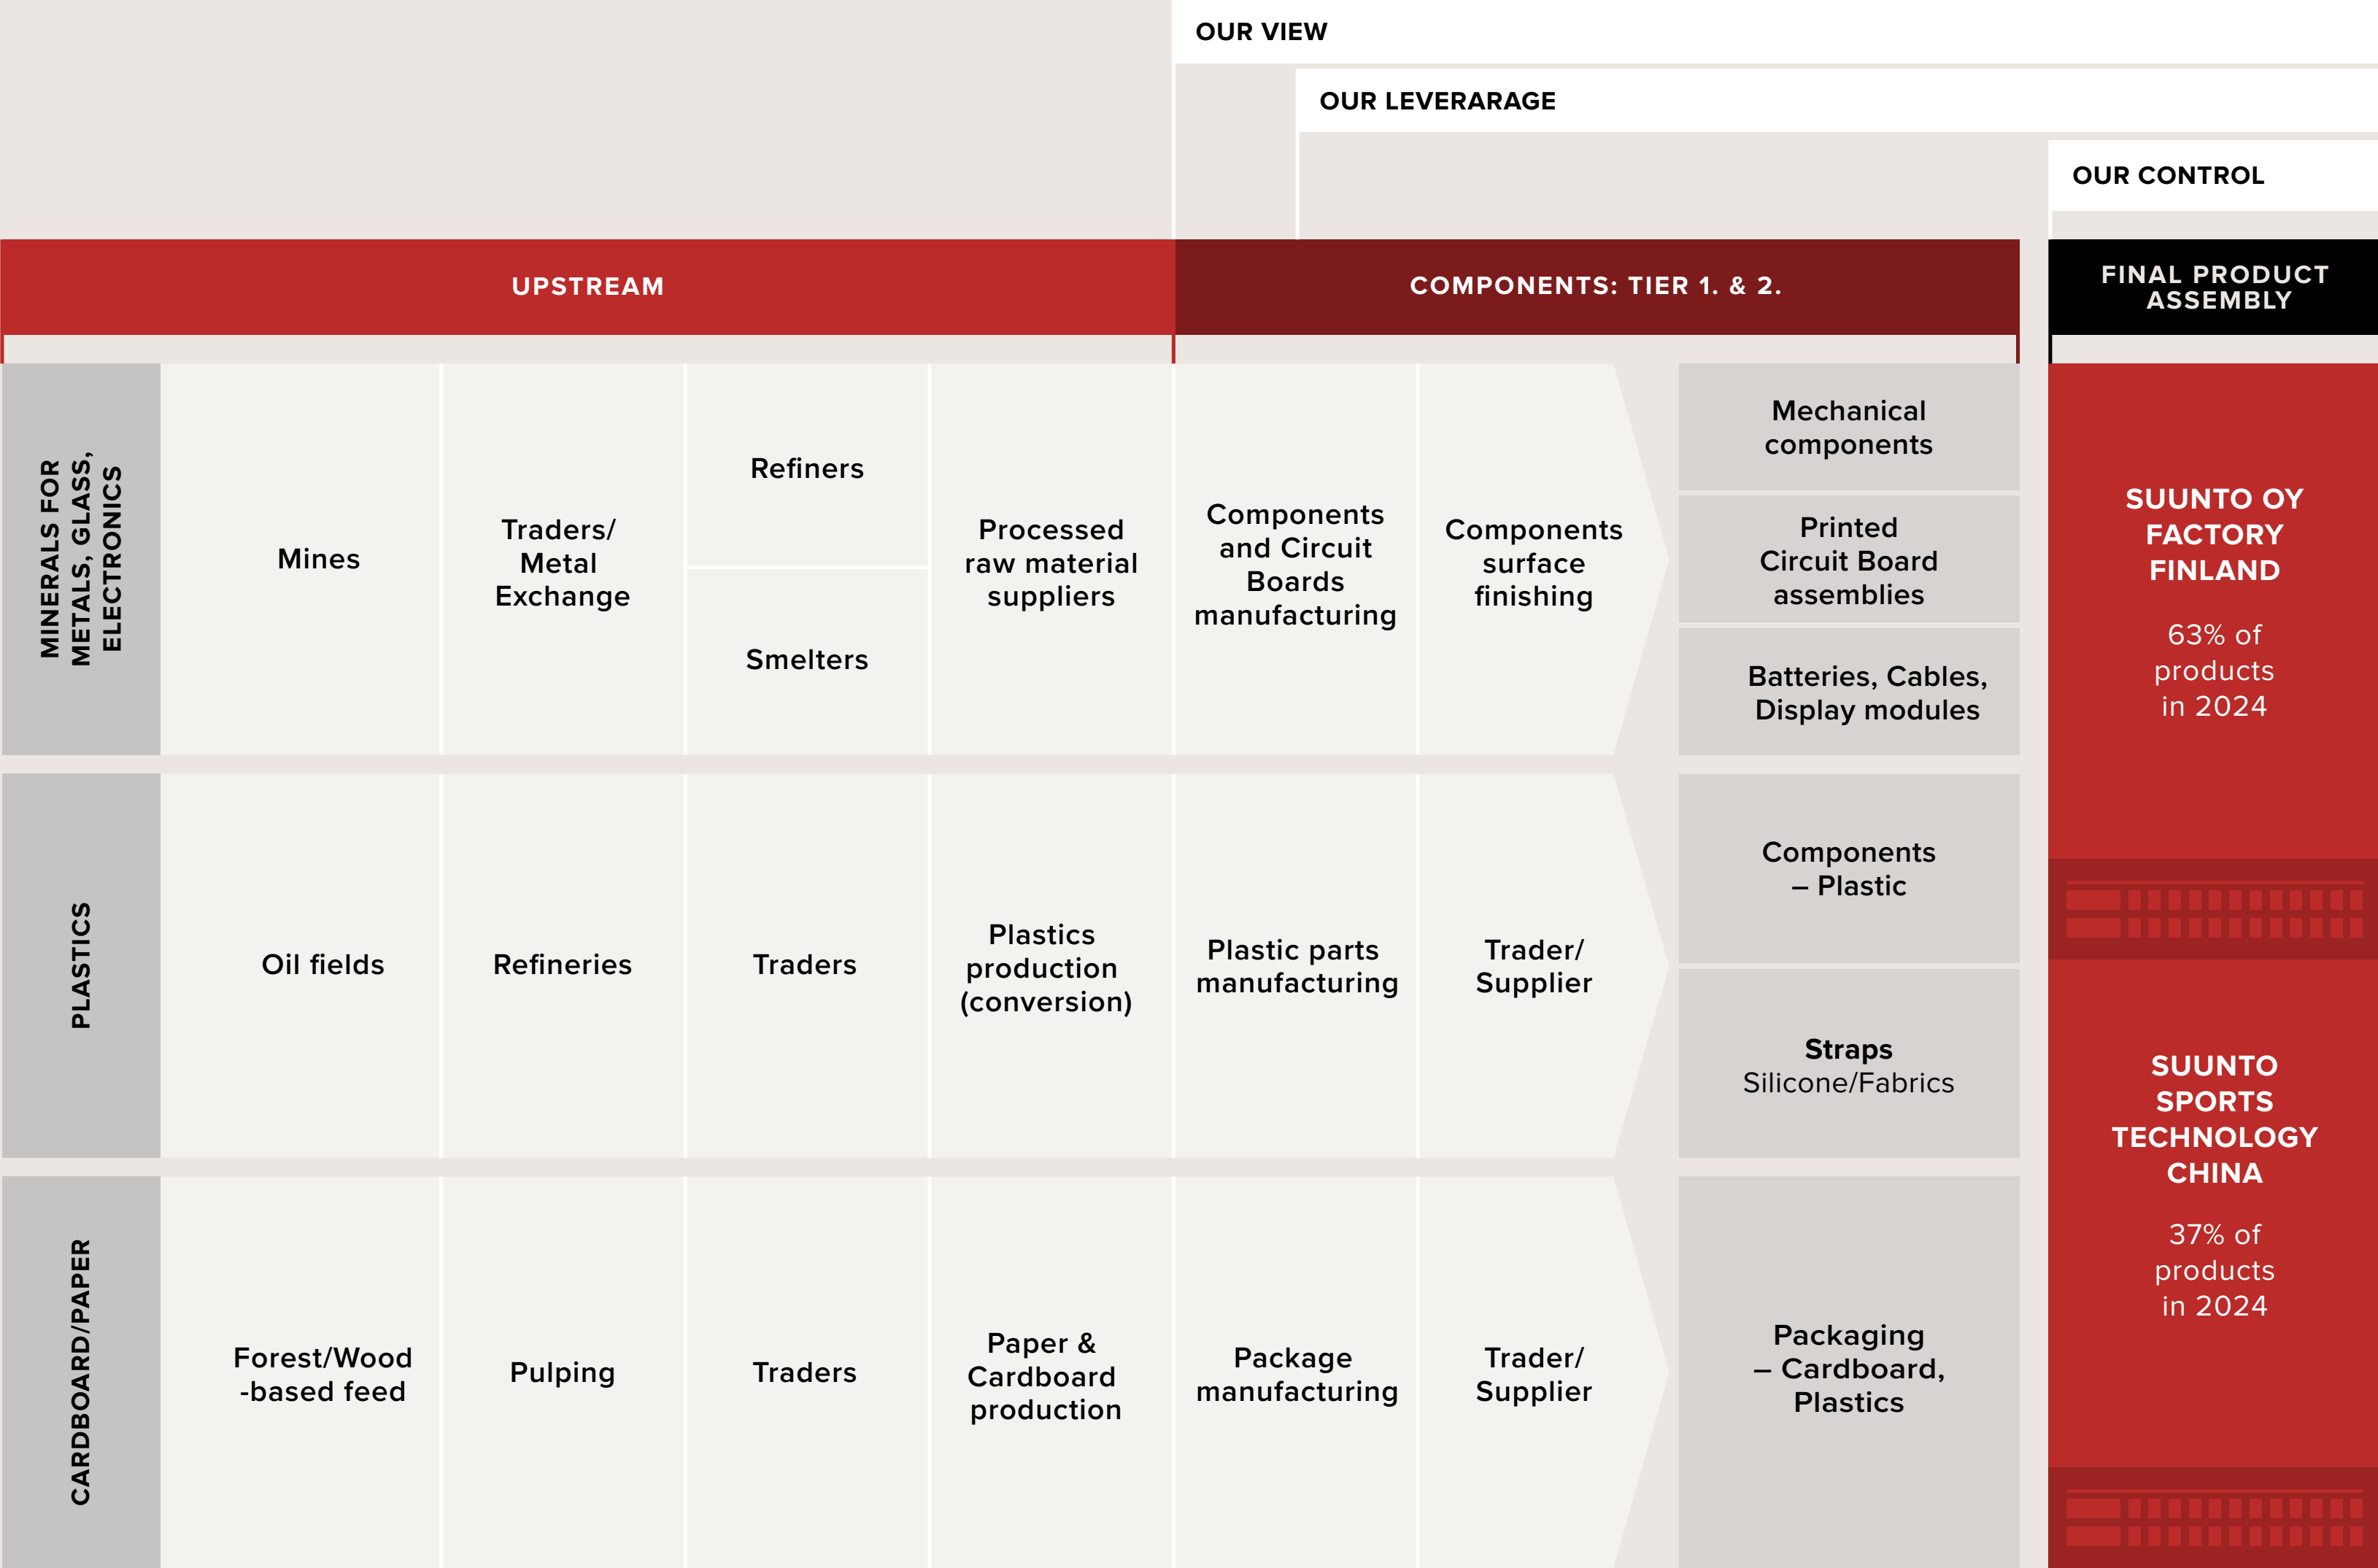 OUR VIEW
OUR LEVERARAGE
OUR CONTROL
UPSTREAM
COMPONENTS: TIER 1. & 2.
FINAL PRODUCT
ASSEMBLY
MINERALS FOR
METALS, GLASS,
ELECTRONICS
Mines
Traders/
Metal
Exchange
Refiners
Smelters
Processed
raw material
suppliers
Components
and Circuit
Boards
manufacturing
Components
surface
finishing
Mechanical
components
Printed
Circuit Board
assemblies
Batteries, Cables,
Display modules
PLASTICS
Oil fields
Refineries
Traders
Plastics
production
(conversion)
Plastic parts
manufacturing
Trader/
Supplier
Components
– Plastic
Straps
Silicone/Fabrics
CARDBOARD/PAPER
Forest/Wood
-based feed
Pulping
Traders
Paper &
Cardboard
production
Package
manufacturing
Trader/
Supplier
Packaging
– Cardboard,
Plastics
SUUNTO OY
FACTORY
FINLAND
63% of
products
in 2024
SUUNTO
SPORTS
TECHNOLOGY
CHINA
37% of
products
in 2024